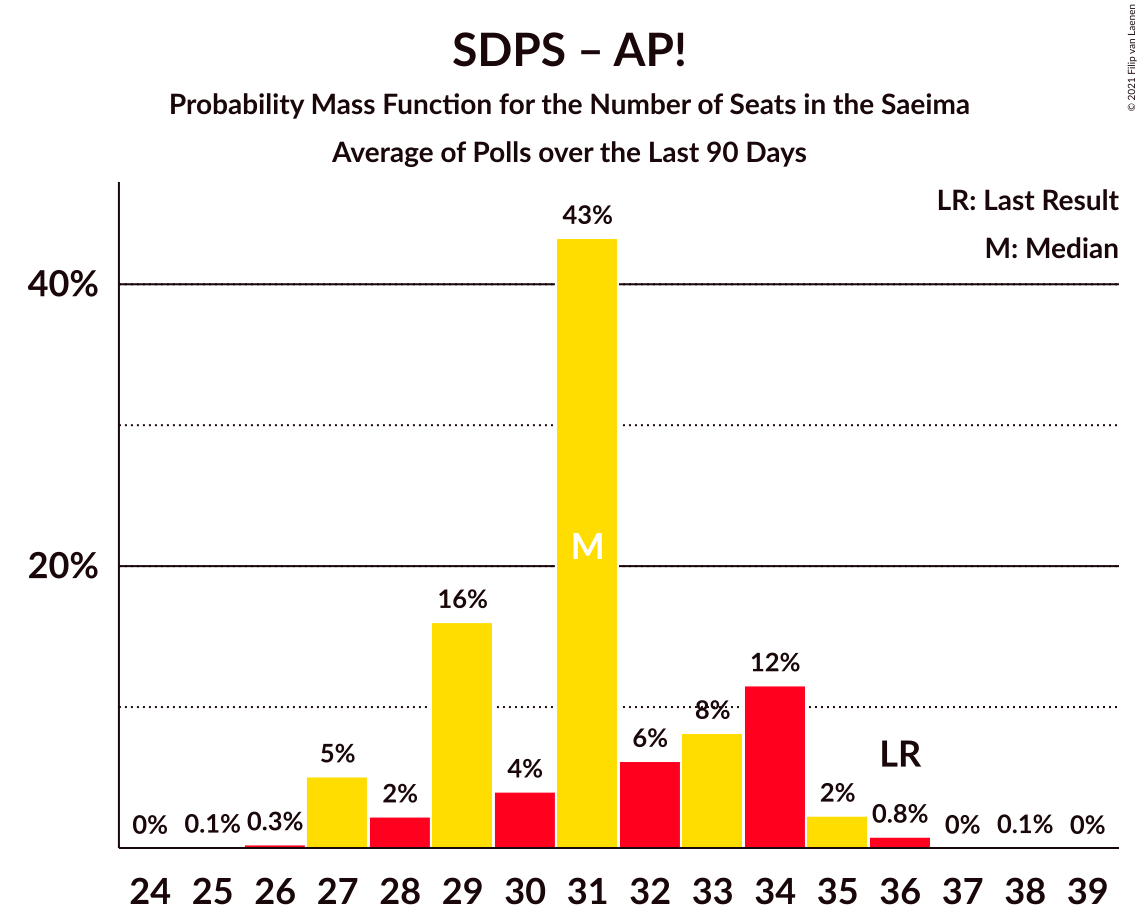 SDPS – AP!
Probability Mass Function for the Number of Seats in the Saeima
Average of Polls over the Last 90 Days
© 2021 Filip van Laenen
LR: Last Result
M: Median
43%
40%
M
20%
16%
12%
8%
6%
LR
5%
4%
2%
2%
0.8%
0% 0.1% 0.3%
0% 0.1% 0%
24 25 26 27 28 29 30 31 32 33 34 35 36 37 38 39